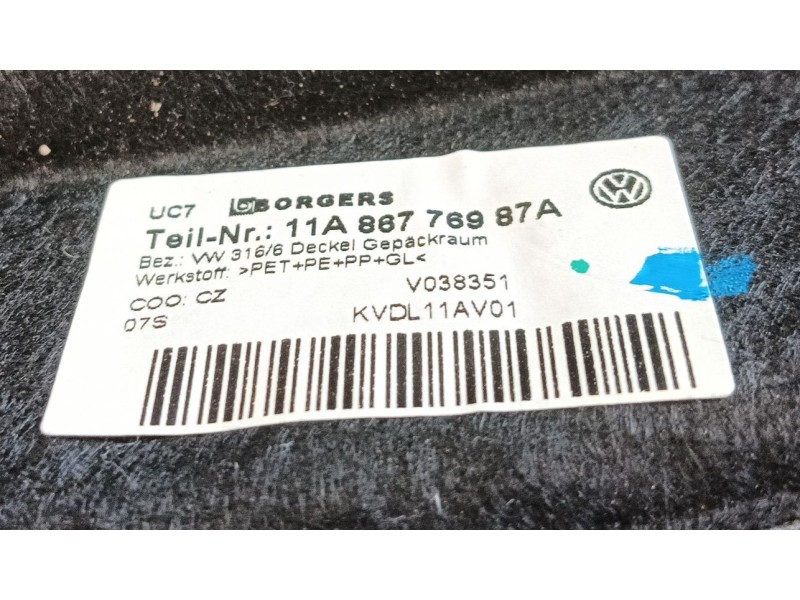 UC7 BORGERS
Teil-Nr.: 11A 867 769 87A
Bez.: VW 316/6 Deckel Gepäckraum
Werkstoff: >PET+PE+PP+GL<
COO: CZ V038351
07S KVDL11AV01